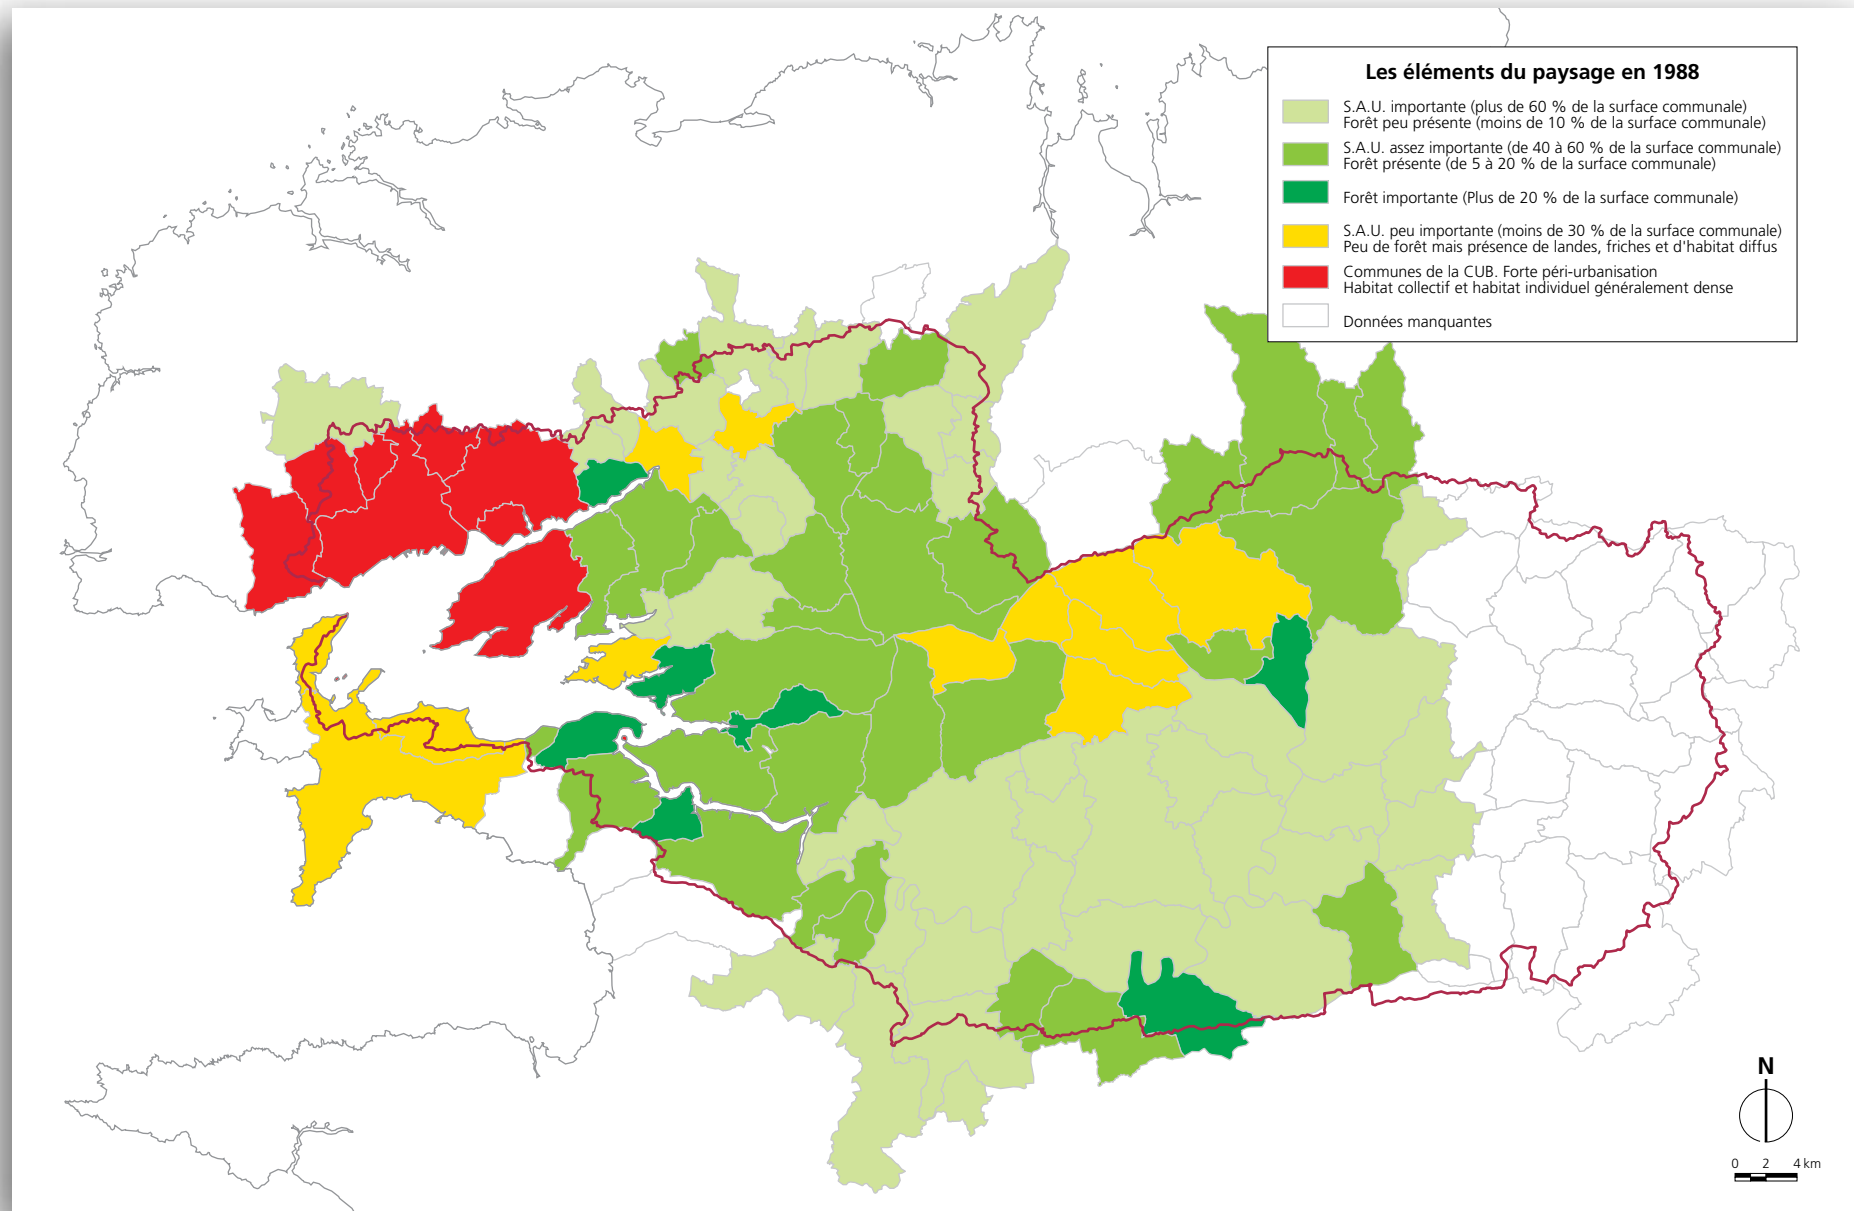 Les éléments du paysage en 1988
S.A.U. importante (plus de 60 % de la surface communale)
Forêt peu présente (moins de 10 % de la surface communale)
S.A.U. assez importante (de 40 à 60 % de la surface communale)
Forêt présente (de 5 à 20 % de la surface communale)
Forêt importante (Plus de 20 % de la surface communale)
S.A.U. peu importante (moins de 30 % de la surface communale)
Peu de forêt mais présence de landes, friches et d'habitat diffus
Communes de la CUB. Forte péri-urbanisation
Habitat collectif et habitat individuel généralement dense
Données manquantes
N
0 2 4 km